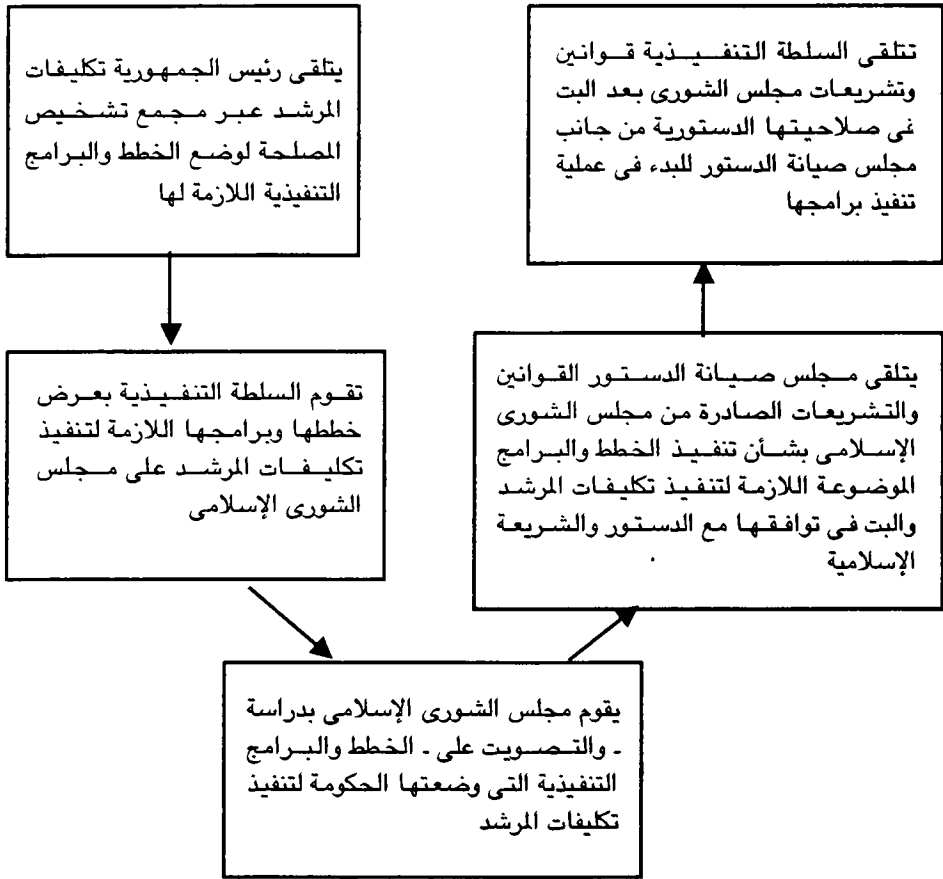 يتلقى رئيس الجمهورية تكليفات
المرشد عبر مجمع تشخيص
المصلحة لوضع الخطط والبرامج
التنفيذية اللازمة لها
تقوم السلطة التنفيذية بعرض
خططها وبرامجها اللازمة لتنفيذ
تكليفات المرشد على مجلس
الشورى الإسلامى
يقوم مجلس الشورى الإسلامى بدراسة
- والتصويت على - الخطط والبرامج
التنفيذية التى وضعتها الحكومة لتنفيذ
تكليفات المرشد
يتلقى مجلس صيانة الدستور القوانين
والتشريعات الصادرة من مجلس الشورى
الإسلامى بشأن تنفيذ الخطط والبرامج
الموضوعة اللازمة لتنفيذ تكليفات المرشد
والبت فى توافقها مع الدستور والشريعة
الإسلامية
تتلقى السلطة التنفيذية قوانين
وتشريعات مجلس الشورى بعد البت
فى صلاحيتها الدستورية من جانب
مجلس صيانة الدستور للبدء فى عملية
تنفيذ برامجها